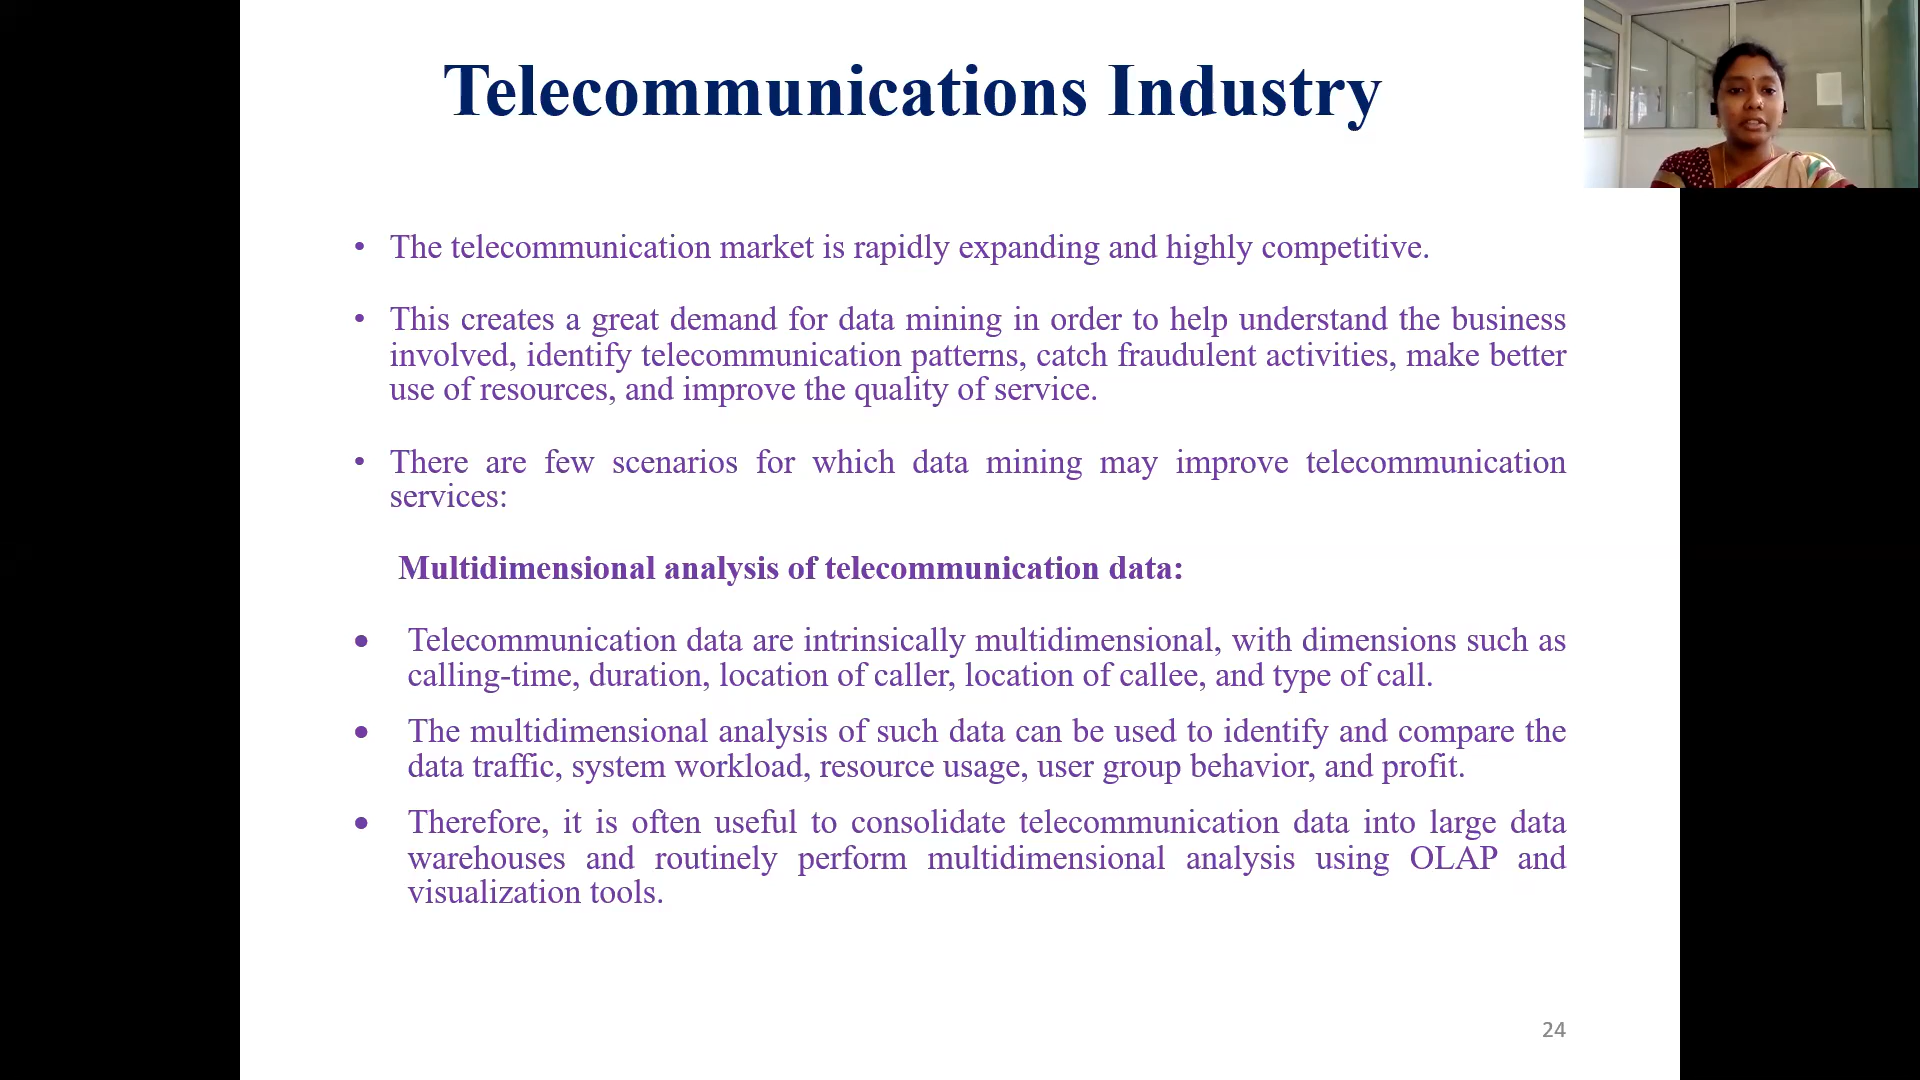 Telecommunications Industry
• The telecommunication market is rapidly expanding and highly competitive.
• This creates a great demand for data mining in order to help understand the business
involved, identify telecommunication patterns, catch fraudulent activities, make better
use of resources, and improve the quality of service.
• There are few scenarios for which data mining may improve telecommunication
services:
Multidimensional analysis of telecommunication data:
• Telecommunication data are intrinsically multidimensional, with dimensions such as
calling-time, duration, location of caller, location of callee, and type of call.
• The multidimensional analysis of such data can be used to identify and compare the
data traffic, system workload, resource usage, user group behavior, and profit.
• Therefore, it is often useful to consolidate telecommunication data into large data
warehouses and routinely perform multidimensional analysis using OLAP and
visualization tools.
24